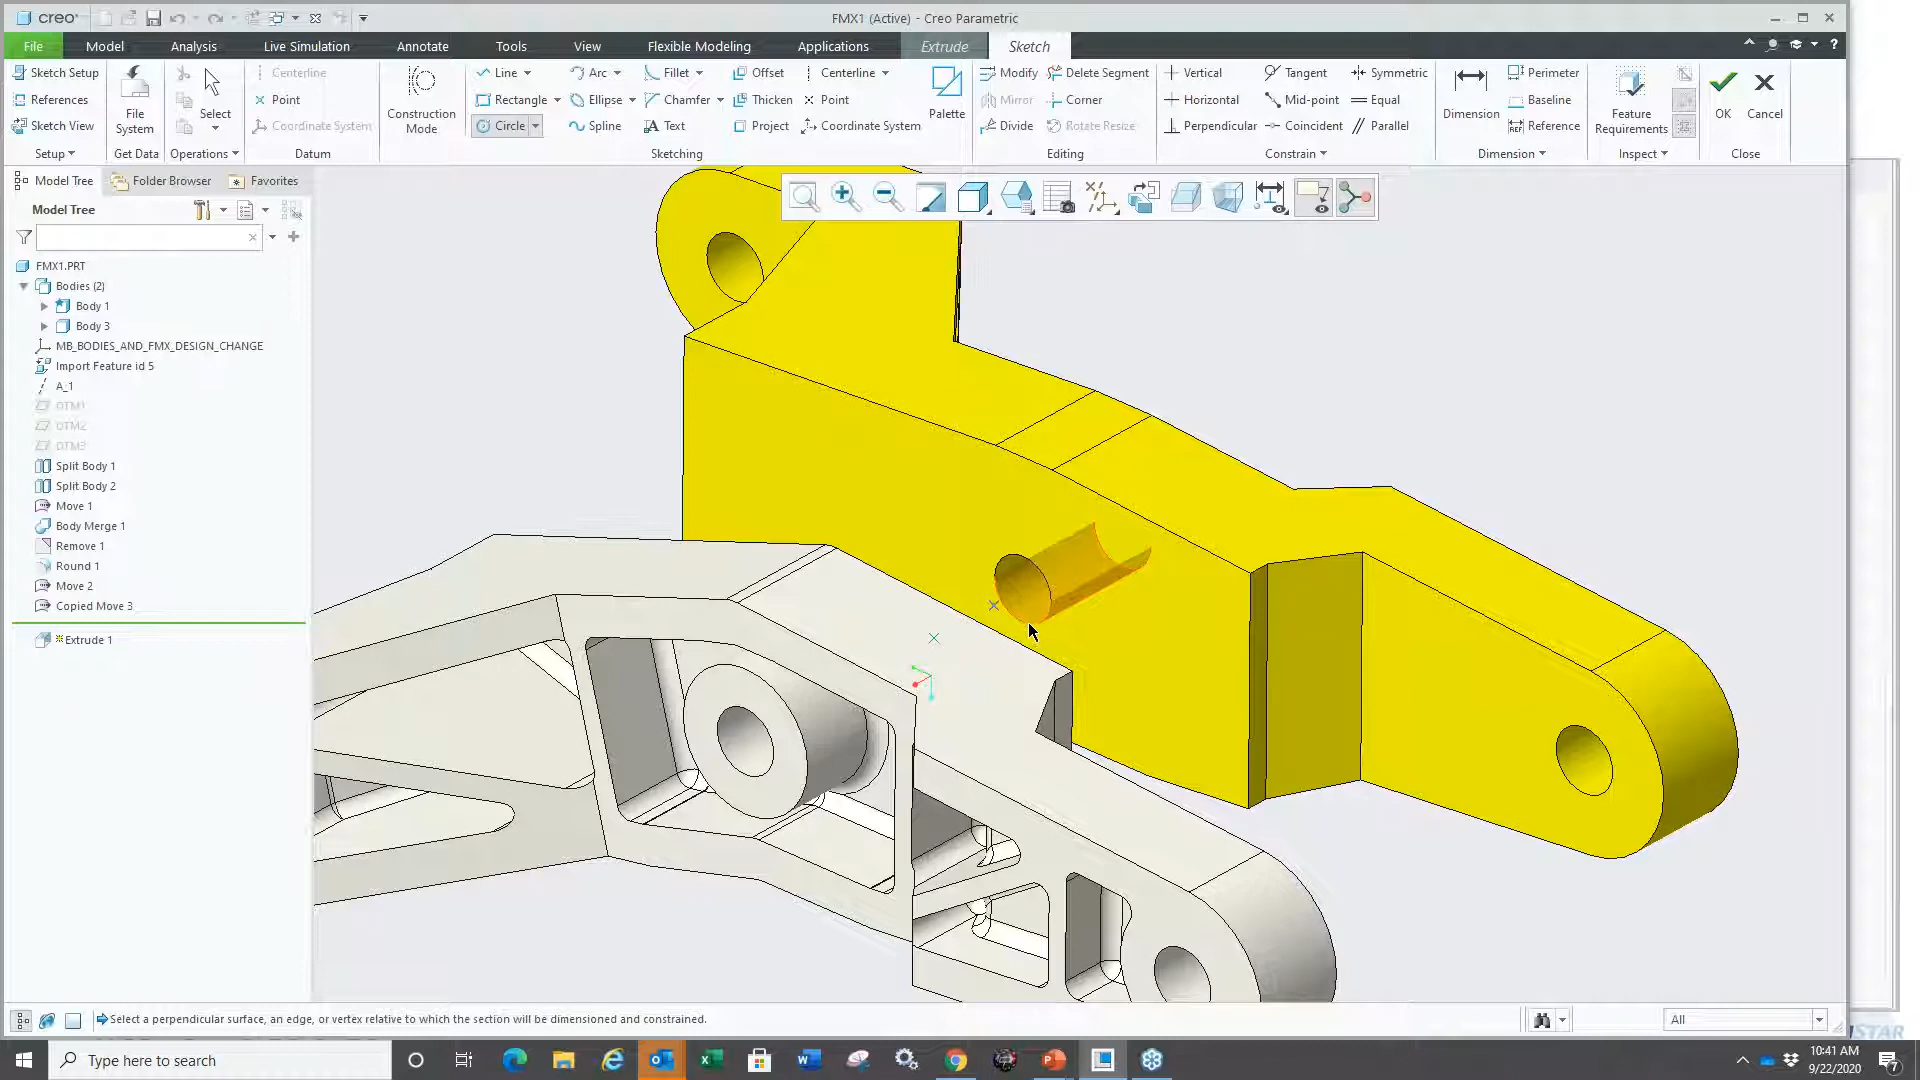 creo
FMX1 (Active) - Creo Parametric
File Model Analysis Live Simulation Annotate Tools View Flexible Modeling Applications Extrude Sketch
Sketch Setup
References
Sketch View
Setup
File System
Get Data
Select
Operations
Centerline
Point
Coordinate System
Datum
Construction Mode
Line Arc Fillet Offset Centerline
Rectangle Ellipse Chamfer Thicken Point
Circle Spline Text Project Coordinate System
Palette
Sketching
Modify Delete Segment
Mirror Corner
Divide Rotate Resize
Editing
Vertical Tangent Symmetric
Horizontal Mid-point Equal
Perpendicular Coincident Parallel
Constrain
Dimension
Perimeter
Baseline
Reference
Dimension
Feature Requirements
Inspect
OK Cancel
Close
Model Tree Folder Browser Favorites
Model Tree
FMX1.PRT
Bodies (2)
Body 1
Body 3
MB_BODIES_AND_FMX_DESIGN_CHANGE
Import Feature id 5
A_1
DTM1
DTM2
DTM3
Split Body 1
Split Body 2
Move 1
Body Merge 1
Remove 1
Round 1
Move 2
Copied Move 3
Extrude 1
Select a perpendicular surface, an edge, or vertex relative to which the section will be dimensioned and constrained.
All
STAR
Type here to search
10:41 AM
9/22/2020
7